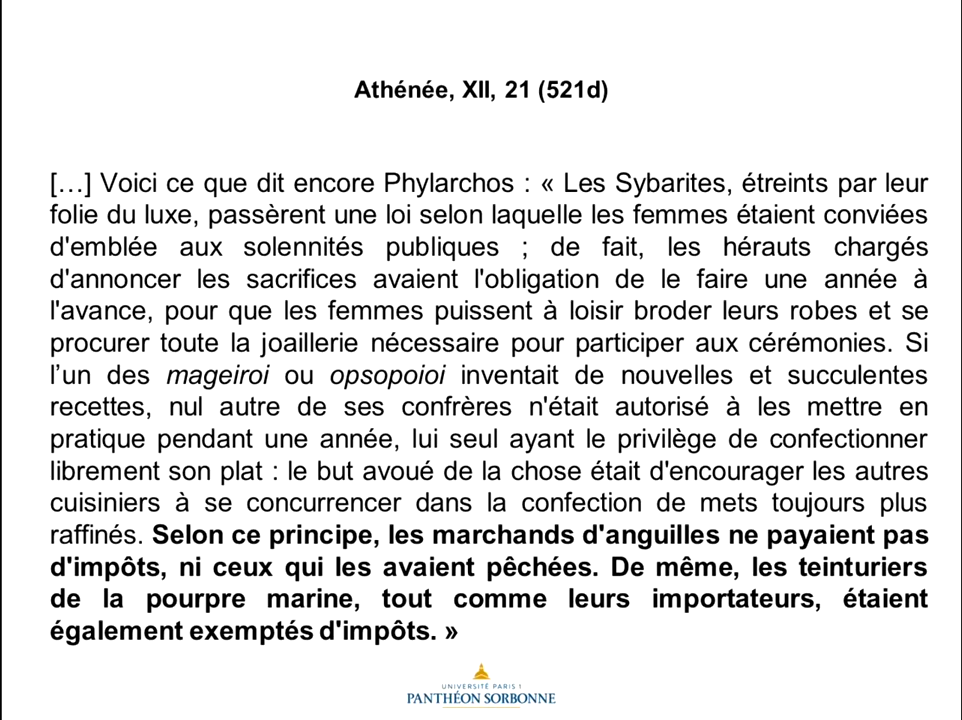 Athénée, XII, 21 (521d)
[…] Voici ce que dit encore Phylarchos : « Les Sybarites, étreints par leur
folie du luxe, passèrent une loi selon laquelle les femmes étaient conviées
d'emblée aux solennités publiques ; de fait, les hérauts chargés
d'annoncer les sacrifices avaient l'obligation de le faire une année à
l'avance, pour que les femmes puissent à loisir broder leurs robes et se
procurer toute la joaillerie nécessaire pour participer aux cérémonies. Si
l’un des mageiroi ou opsopoioi inventait de nouvelles et succulentes
recettes, nul autre de ses confrères n'était autorisé à les mettre en
pratique pendant une année, lui seul ayant le privilège de confectionner
librement son plat : le but avoué de la chose était d'encourager les autres
cuisiniers à se concurrencer dans la confection de mets toujours plus
raffinés. Selon ce principe, les marchands d'anguilles ne payaient pas
d'impôts, ni ceux qui les avaient pêchées. De même, les teinturiers
de la pourpre marine, tout comme leurs importateurs, étaient
également exemptés d'impôts. »
UNIVERSITÉ PARIS 1
PANTHÉON SORBONNE